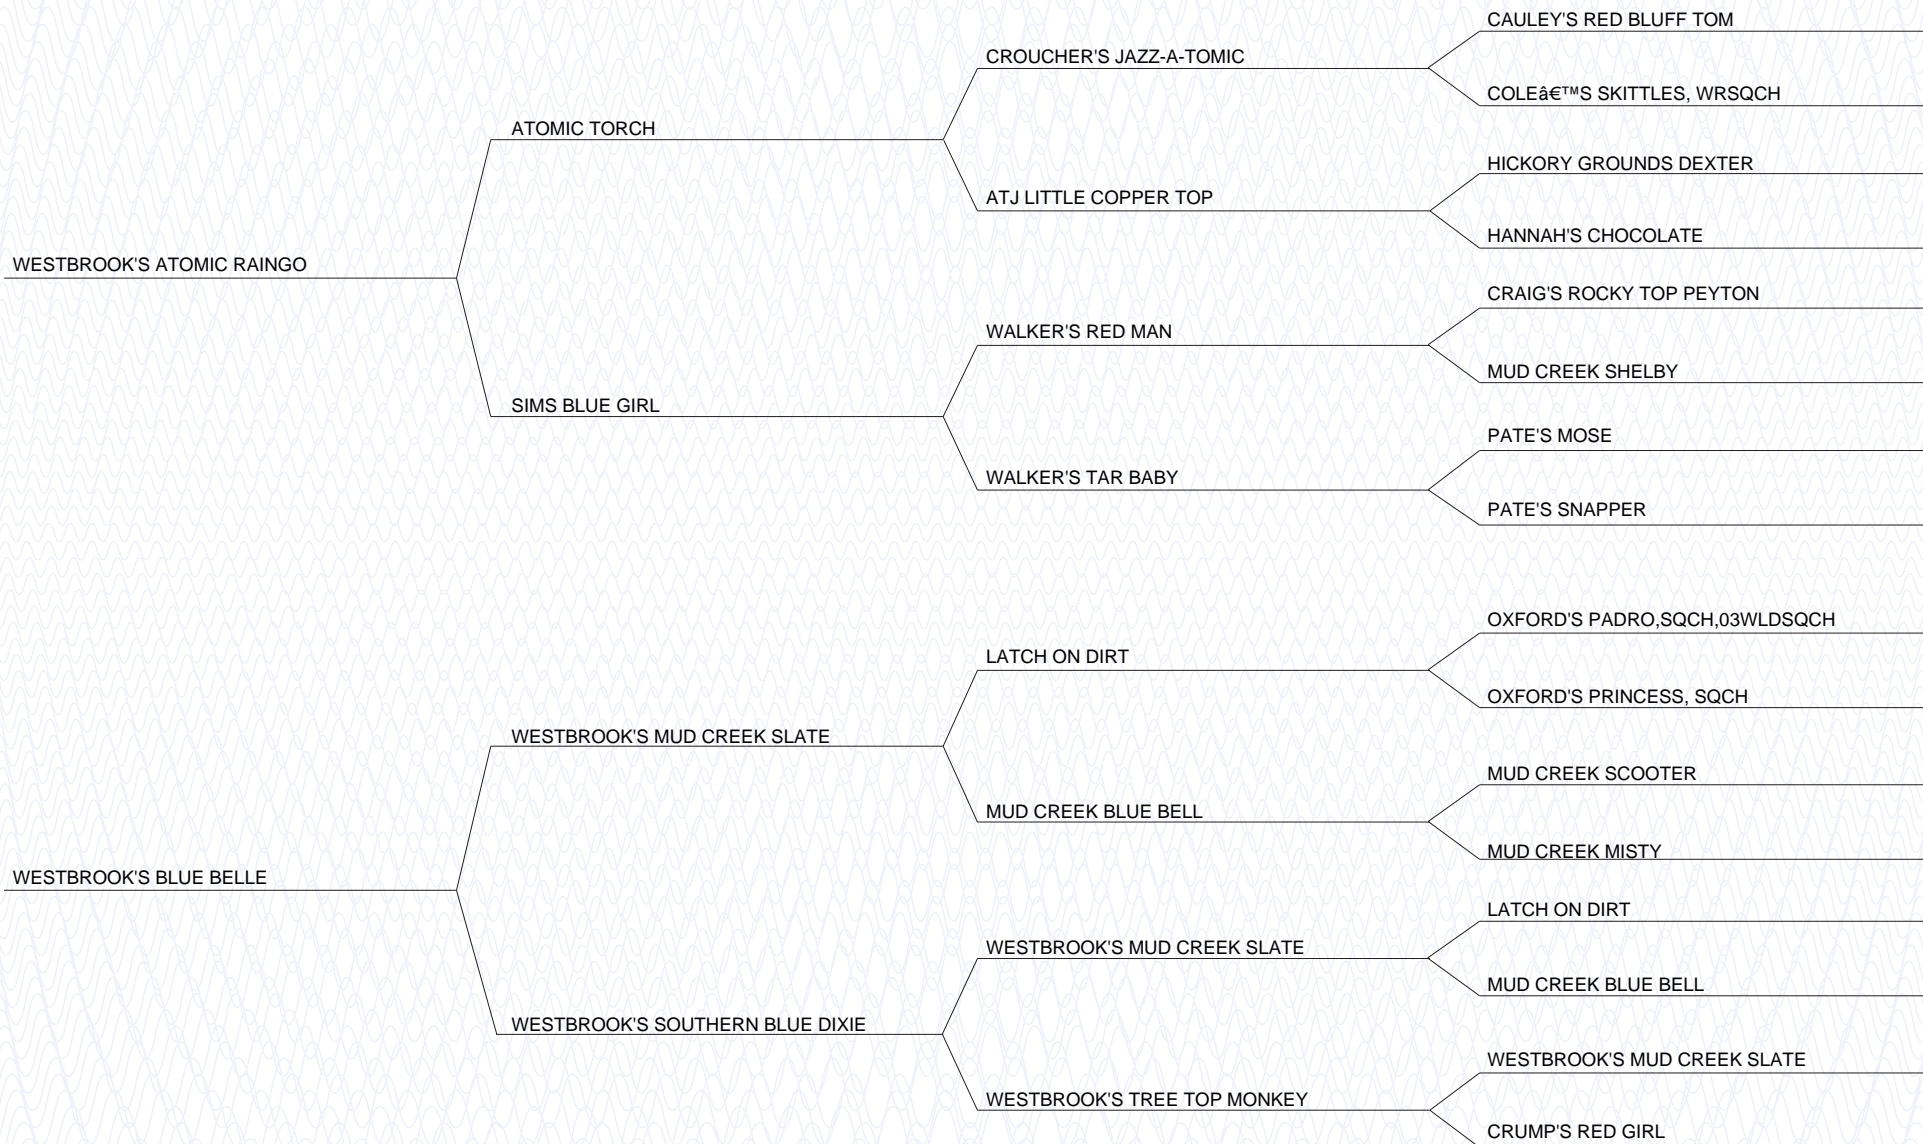 CAULEY'S RED BLUFF TOM
CROUCHER'S JAZZ-A-TOMIC
COLEâ€™S SKITTLES, WRSQCH
ATOMIC TORCH
HICKORY GROUNDS DEXTER
ATJ LITTLE COPPER TOP
HANNAH'S CHOCOLATE
WESTBROOK'S ATOMIC RAINGO
CRAIG'S ROCKY TOP PEYTON
WALKER'S RED MAN
MUD CREEK SHELBY
SIMS BLUE GIRL
PATE'S MOSE
WALKER'S TAR BABY
PATE'S SNAPPER
OXFORD'S PADRO,SQCH,03WLDSQCH
LATCH ON DIRT
OXFORD'S PRINCESS, SQCH
WESTBROOK'S MUD CREEK SLATE
MUD CREEK SCOOTER
MUD CREEK BLUE BELL
MUD CREEK MISTY
WESTBROOK'S BLUE BELLE
LATCH ON DIRT
WESTBROOK'S MUD CREEK SLATE
MUD CREEK BLUE BELL
WESTBROOK'S SOUTHERN BLUE DIXIE
WESTBROOK'S MUD CREEK SLATE
WESTBROOK'S TREE TOP MONKEY
CRUMP'S RED GIRL